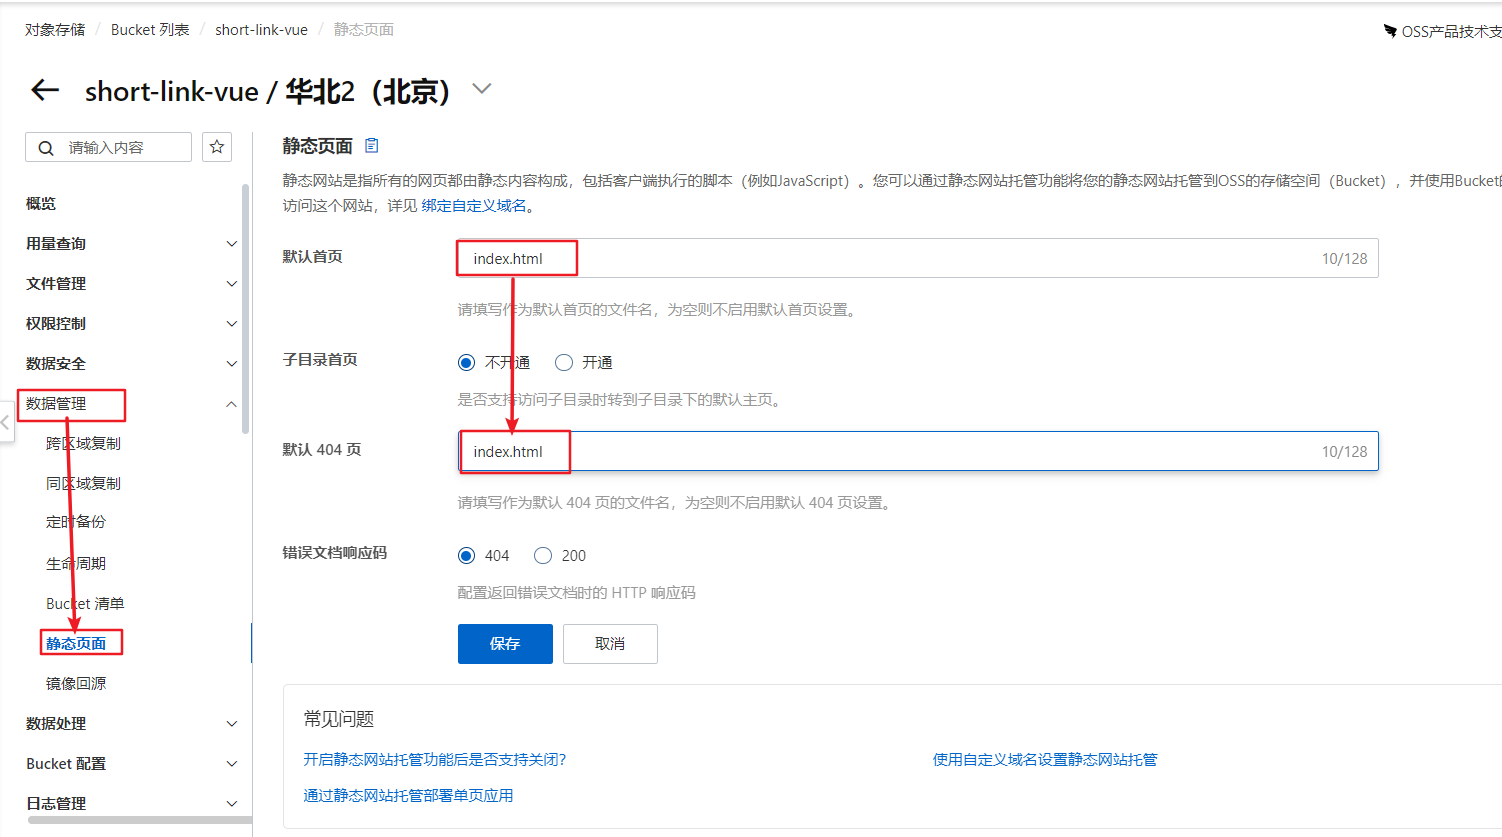 对象存储 / Bucket 列表 / short-link-vue / 静态页面
OSS产品技术支
short-link-vue / 华北2（北京）
请输入内容
概览
用量查询
文件管理
权限控制
数据安全
数据管理
跨区域复制
同区域复制
定时备份
生命周期
Bucket 清单
静态页面
镜像回源
数据处理
Bucket 配置
日志管理
静态页面
静态网站是指所有的网页都由静态内容构成，包括客户端执行的脚本（例如JavaScript）。您可以通过静态网站托管功能将您的静态网站托管到OSS的存储空间（Bucket），并使用Bucket的
访问这个网站，详见 绑定自定义域名。
默认首页
index.html
10/128
请填写作为默认首页的文件名，为空则不启用默认首页设置。
子目录首页
不开通 开通
是否支持访问子目录时转到子目录下的默认主页。
默认 404 页
index.html
10/128
请填写作为默认 404 页的文件名，为空则不启用默认 404 页设置。
错误文档响应码
404 200
配置返回错误文档时的 HTTP 响应码
保存 取消
常见问题
开启静态网站托管功能后是否支持关闭?
使用自定义域名设置静态网站托管
通过静态网站托管部署单页应用